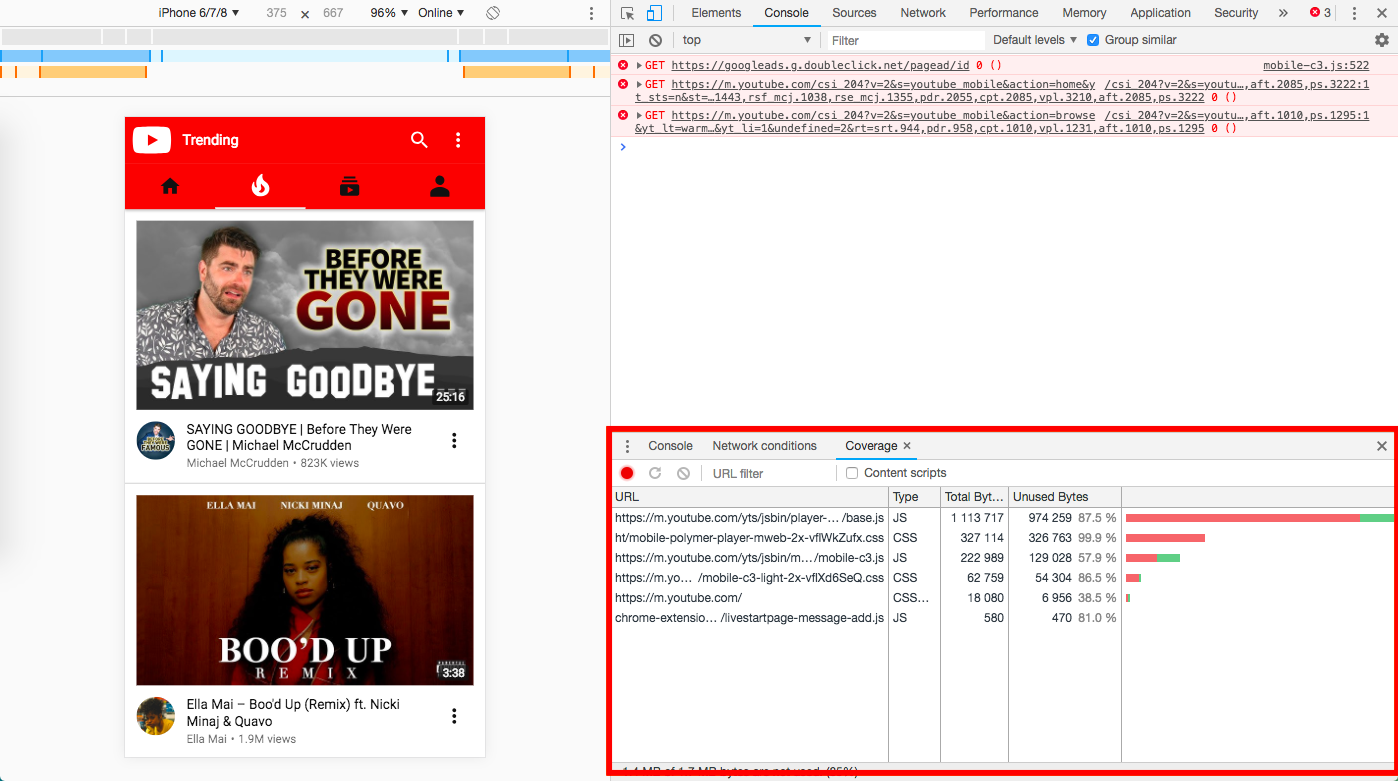 iPhone 6/7/8 ▼ 375 × 667 96% ▼ Online ▼
Trending
BEFORE
THEY WERE
GONE
SAYING GOODBYE
25:16
SAYING GOODBYE | Before They Were
GONE | Michael McCrudden
Michael McCrudden • 823K views
ELLA MAI NICKI MINAJ QUAVO
BOO'D UP
REMIX
3:38
Ella Mai – Boo'd Up (Remix) ft. Nicki
Minaj & Quavo
Ella Mai • 1.9M views
Elements Console Sources Network Performance Memory Application Security » 3
top ▼ Filter Default levels ▼ Group similar
GET https://googleads.g.doubleclick.net/pagead/id 0 () mobile-c3.js:522
GET https://m.youtube.com/csi_204?v=2&s=youtube_mobile&action=home&y /csi_204?v=2&s=youtu…,aft.2085,ps.3222:1
t_sts=n&st=…1443,rsf_mcj.1038,rse_mcj.1355,pdr.2055,cpt.2085,vpl.3210,aft.2085,ps.3222 0 ()
GET https://m.youtube.com/csi_204?v=2&s=youtube_mobile&action=browse /csi_204?v=2&s=youtu…,aft.1010,ps.1295:1
&yt_lt=warm…&yt_li=1&undefined=2&rt=srt.944,pdr.958,cpt.1010,vpl.1231,aft.1010,ps.1295 0 ()
Console Network conditions Coverage ×
URL filter Content scripts
URL Type Total Byt… Unused Bytes
https://m.youtube.com/yts/jsbin/player-… /base.js JS 1 113 717 974 259 87.5 %
ht/mobile-polymer-player-mweb-2x-vflWkZufx.css CSS 327 114 326 763 99.9 %
https://m.youtube.com/yts/jsbin/m… /mobile-c3.js JS 222 989 129 028 57.9 %
https://m.yo… /mobile-c3-light-2x-vflXd6SeQ.css CSS 62 759 54 304 86.5 %
https://m.youtube.com/ CSS… 18 080 6 956 38.5 %
chrome-extensio… /livestartpage-message-add.js JS 580 470 81.0 %
1.4 MB of 1.7 MB bytes are not used. (85%)